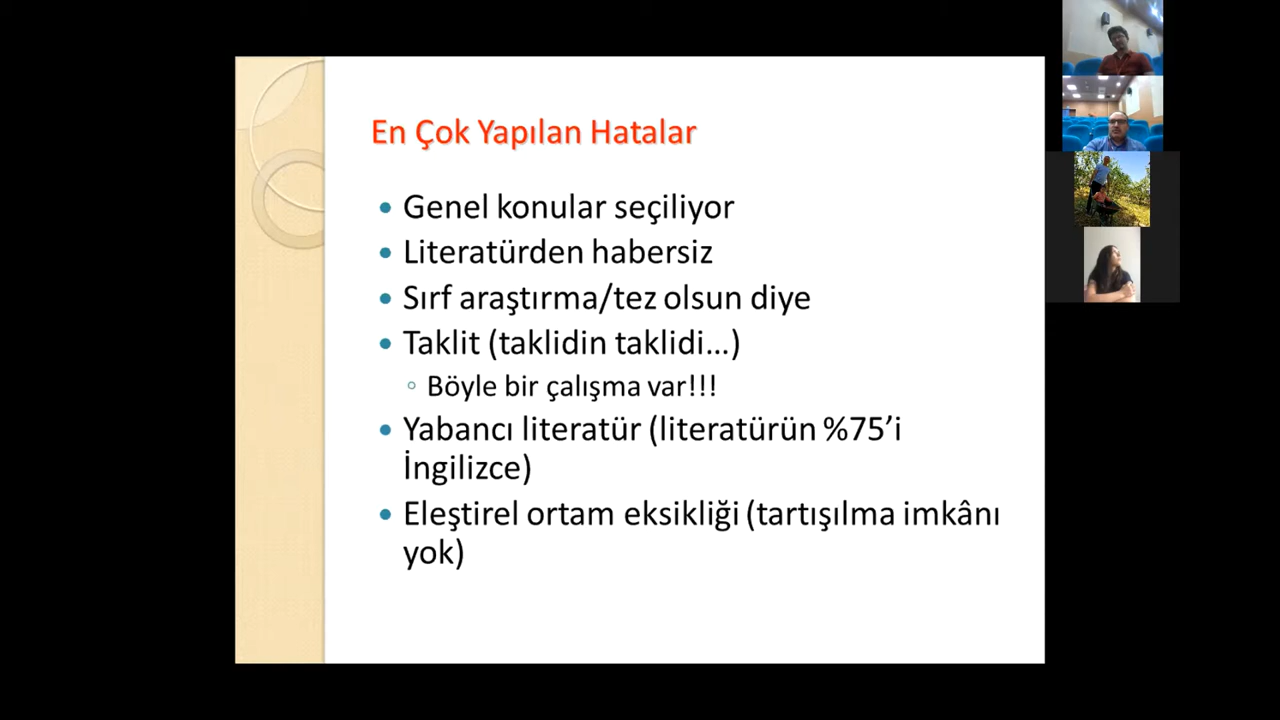 En Çok Yapılan Hatalar
• Genel konular seçiliyor
• Literatürden habersiz
• Sırf araştırma/tez olsun diye
• Taklit (taklidin taklidi…)
◦ Böyle bir çalışma var!!!
• Yabancı literatür (literatürün %75’i
İngilizce)
• Eleştirel ortam eksikliği (tartışılma imkânı
yok)